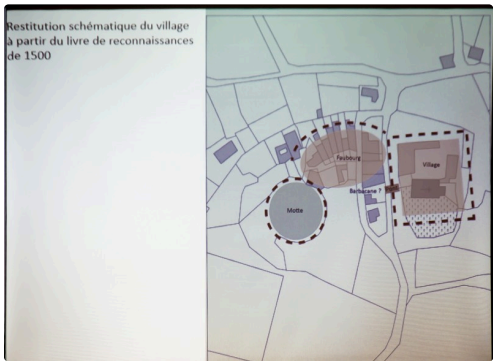 Restitution schématique du village
à partir du livre de reconnaissances
de 1500
Faubourg
Village
Barbacane ?
Motte